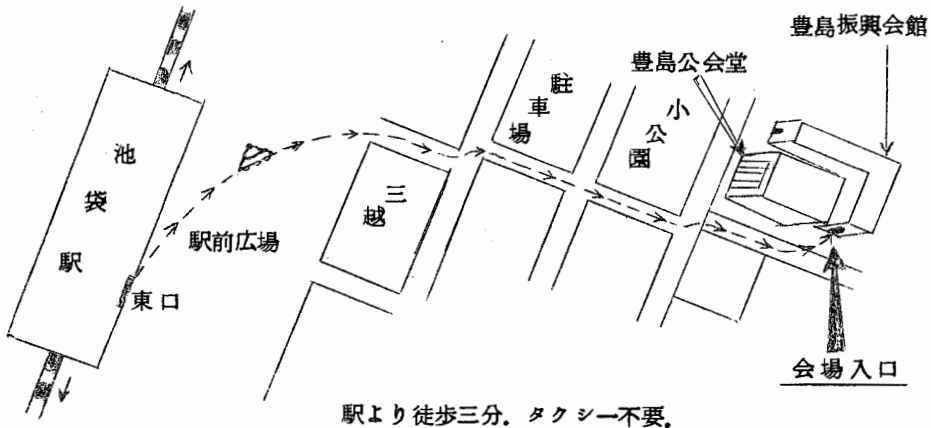 豊島振興会館
豊島公会堂
駐車場
小公園
三越
池袋駅
駅前広場
東口
会場入口
駅より徒歩三分．タクシー不要．